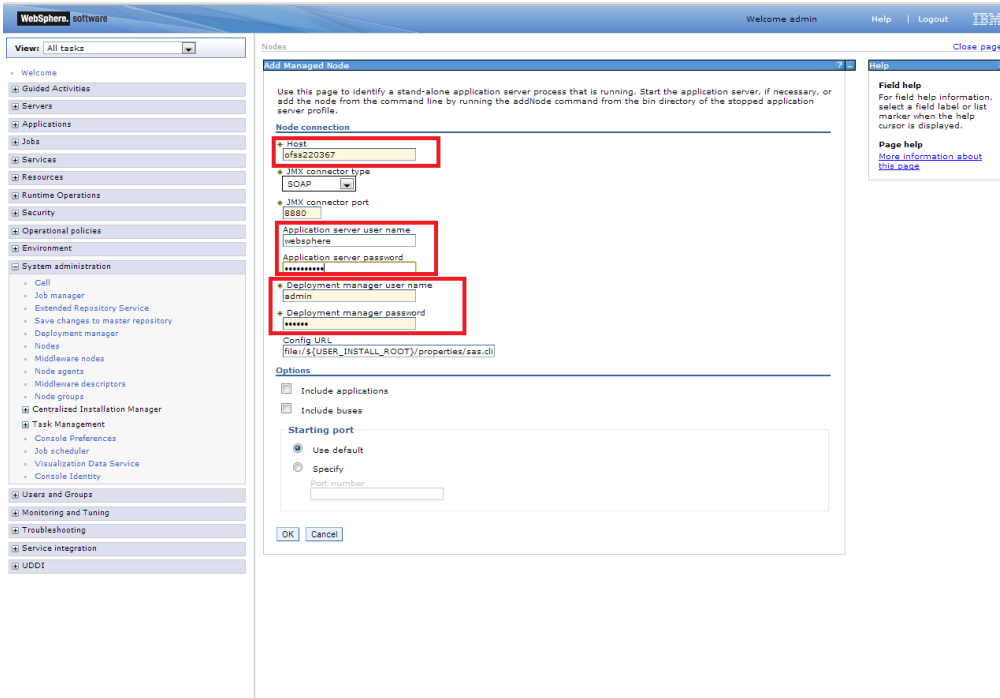 WebSphere. software
Welcome admin
Help | Logout
IBM
View: All tasks
Welcome
Guided Activities
Servers
Applications
Jobs
Services
Resources
Runtime Operations
Security
Operational policies
Environment
System administration
Cell
Job manager
Extended Repository Service
Save changes to master repository
Deployment manager
Nodes
Middleware nodes
Node agents
Middleware descriptors
Node groups
Centralized Installation Manager
Task Management
Console Preferences
Job scheduler
Visualization Data Service
Console Identity
Users and Groups
Monitoring and Tuning
Troubleshooting
Service integration
UDDI
Nodes
Close page
Add Managed Node
? -
Use this page to identify a stand-alone application server process that is running. Start the application server, if necessary, or
add the node from the command line by running the addNode command from the bin directory of the stopped application
server profile.
Node connection
* Host
ofss220367
* JMX connector type
SOAP
* JMX connector port
8880
Application server user name
websphere
Application server password
••••••••••
* Deployment manager user name
admin
* Deployment manager password
••••••
Config URL
file:/${USER_INSTALL_ROOT}/properties/sas.cli
Options
Include applications
Include buses
Starting port
Use default
Specify
Port number
OK
Cancel
Help
Field help
For field help information,
select a field label or list
marker when the help
cursor is displayed.
Page help
More information about
this page